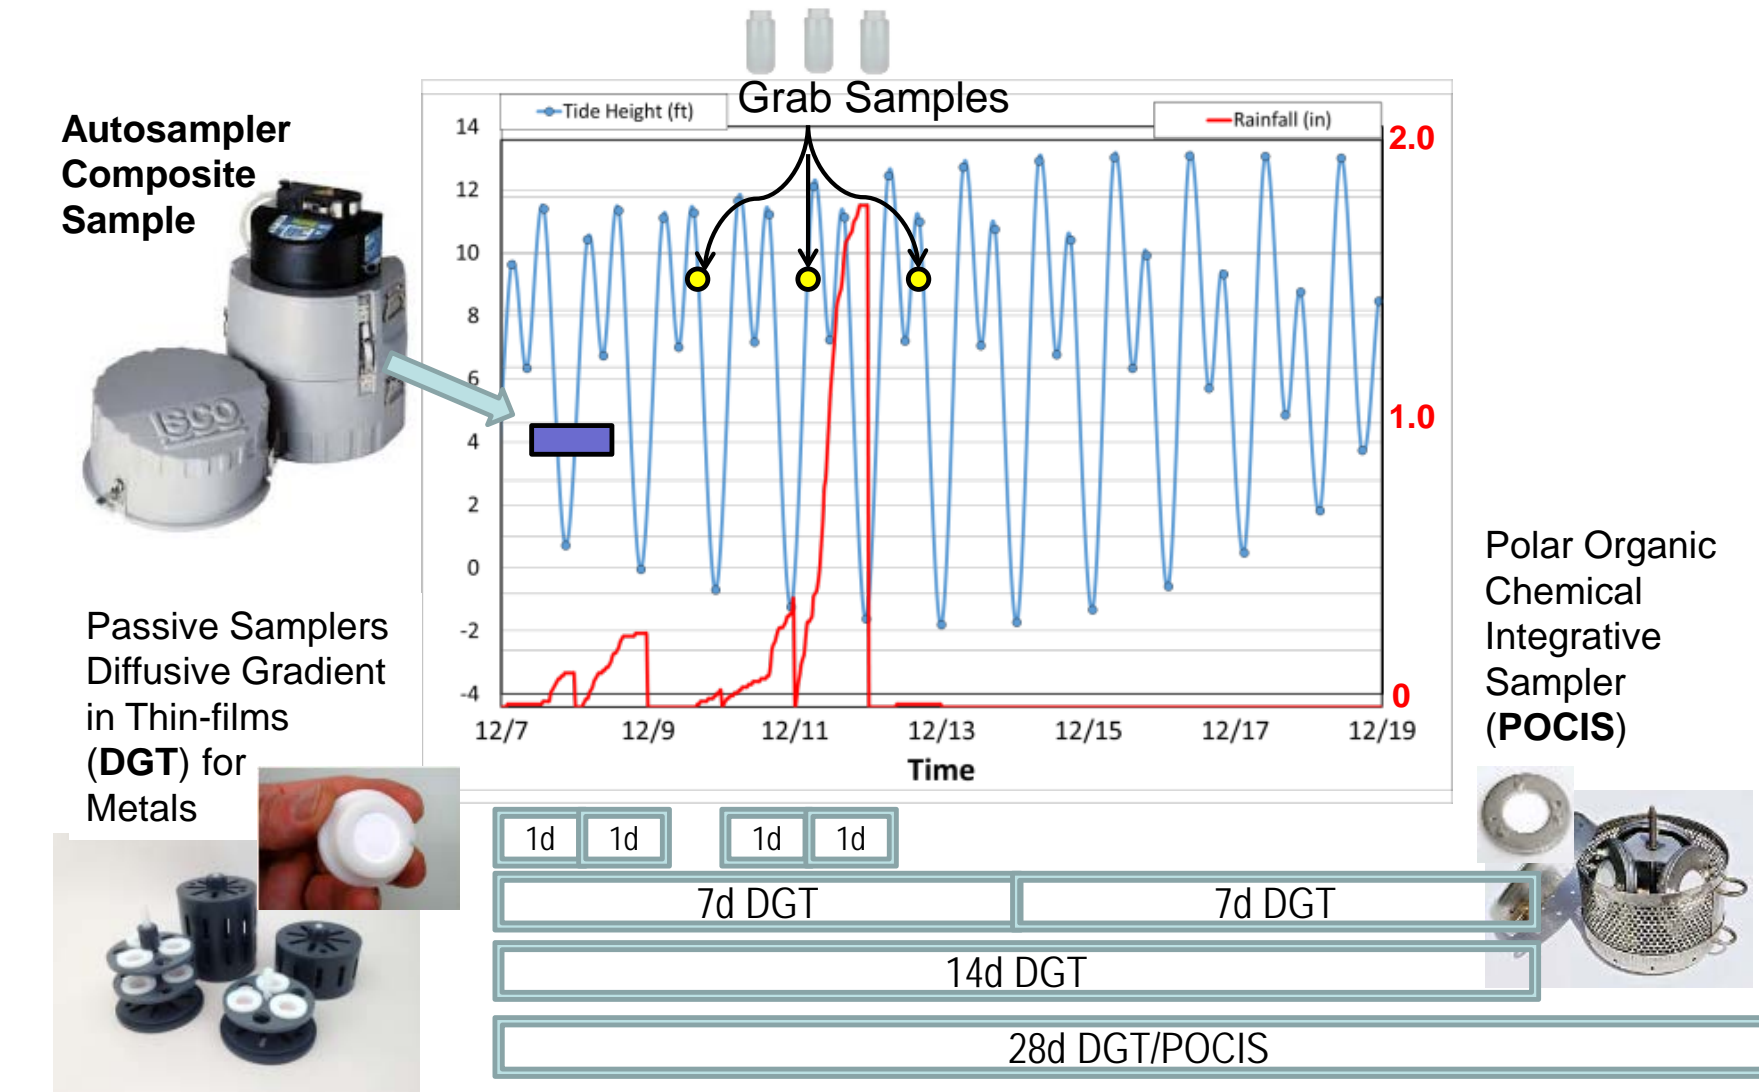 Grab Samples
Autosampler
Composite
Sample
ISCO
Tide Height (ft)
Rainfall (in)
14
12
10
8
6
4
2
0
-2
-4
2.0
1.0
0
12/7
12/9
12/11
12/13
12/15
12/17
12/19
Time
Passive Samplers
Diffusive Gradient
in Thin-films
(DGT) for
Metals
Polar Organic
Chemical
Integrative
Sampler
(POCIS)
1d
1d
1d
1d
7d DGT
7d DGT
14d DGT
28d DGT/POCIS